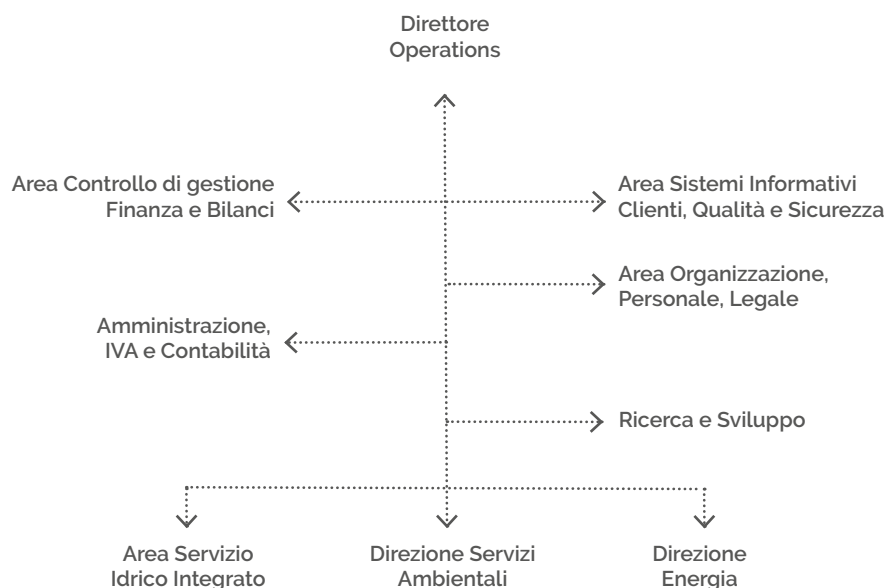 Direttore
Operations
Area Controllo di gestione
Finanza e Bilanci
Area Sistemi Informativi
Clienti, Qualità e Sicurezza
Area Organizzazione,
Personale, Legale
Amministrazione,
IVA e Contabilità
Ricerca e Sviluppo
Area Servizio
Idrico Integrato
Direzione Servizi
Ambientali
Direzione
Energia